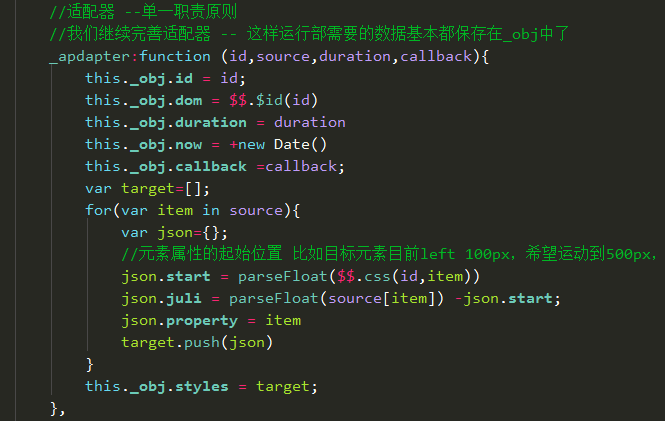 //适配器 --单一职责原则
//我们继续完善适配器 -- 这样运行部需要的数据基本都保存在_obj中了
_apdapter:function (id,source,duration,callback){
this._obj.id = id;
this._obj.dom = $$.$id(id)
this._obj.duration = duration
this._obj.now = +new Date()
this._obj.callback =callback;
var target=[];
for(var item in source){
var json={};
//元素属性的起始位置 比如目标元素目前left 100px，希望运动到500px，
json.start = parseFloat($$.css(id,item))
json.juli = parseFloat(source[item]) -json.start;
json.property = item
target.push(json)
}
this._obj.styles = target;
},